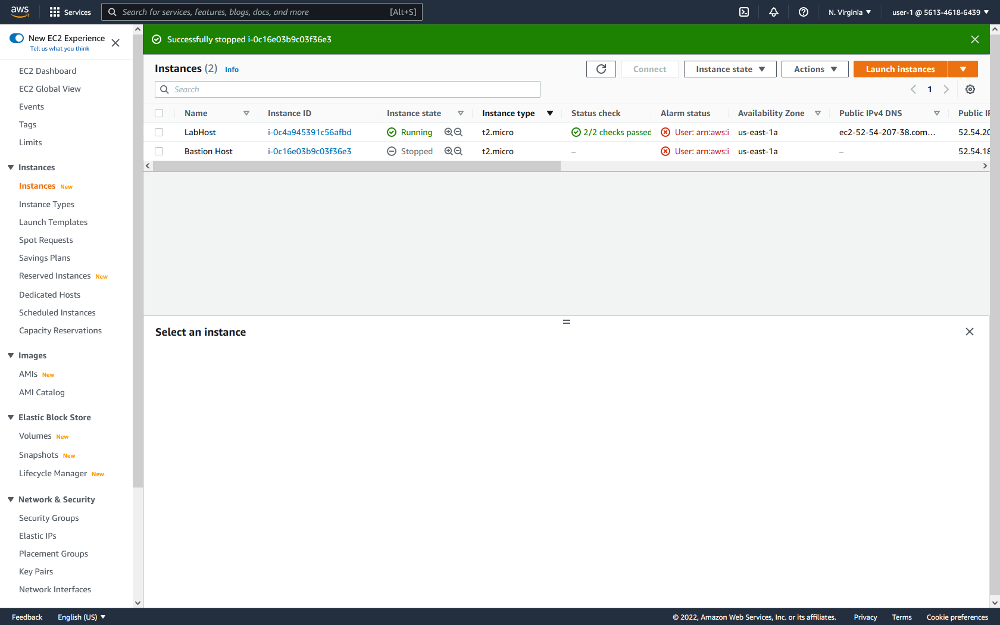 aws Services Search for services, features, blogs, docs, and more [Alt+S] N. Virginia user-1 @ 5613-4618-6439
New EC2 Experience
Tell us what you think
EC2 Dashboard
EC2 Global View
Events
Tags
Limits
Instances
Instances New
Instance Types
Launch Templates
Spot Requests
Savings Plans
Reserved Instances New
Dedicated Hosts
Scheduled Instances
Capacity Reservations
Images
AMIs New
AMI Catalog
Elastic Block Store
Volumes New
Snapshots New
Lifecycle Manager New
Network & Security
Security Groups
Elastic IPs
Placement Groups
Key Pairs
Network Interfaces
Successfully stopped i-0c16e03b9c03f36e3
Instances (2) Info Connect Instance state Actions Launch instances
Search 1
Name Instance ID Instance state Instance type Status check Alarm status Availability Zone Public IPv4 DNS Public
LabHost i-0c4a945391c56afbd Running t2.micro 2/2 checks passed User: arn:aws:i us-east-1a ec2-52-54-207-38.com... 52.54.20
Bastion Host i-0c16e03b9c03f36e3 Stopped t2.micro – User: arn:aws:i us-east-1a – 52.54.18
Select an instance
Feedback English (US) © 2022, Amazon Web Services, Inc. or its affiliates. Privacy Terms Cookie preferences